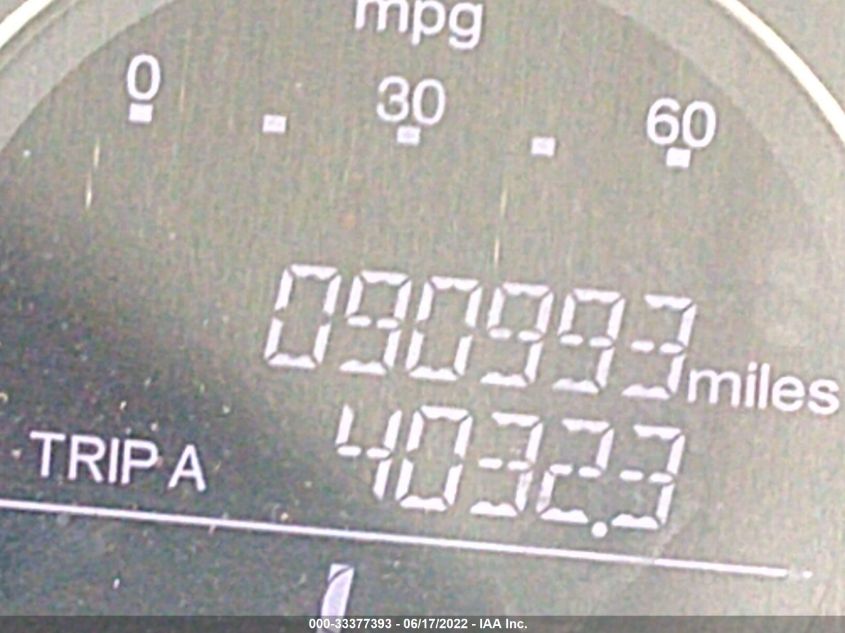 mpg
0 30 60
090993 miles
TRIP A 4032.3
000-33377393 - 06/17/2022 - IAA Inc.